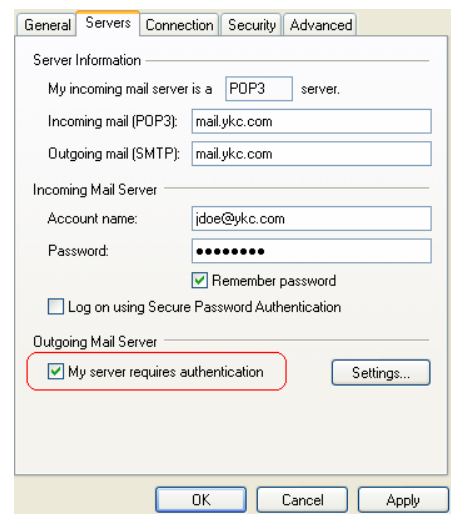 General Servers Connection Security Advanced
Server Information
My incoming mail server is a POP3 server.
Incoming mail (POP3): mail.ykc.com
Outgoing mail (SMTP): mail.ykc.com
Incoming Mail Server
Account name: jdoe@ykc.com
Password: ●●●●●●●●
Remember password
Log on using Secure Password Authentication
Outgoing Mail Server
My server requires authentication Settings...
OK Cancel Apply